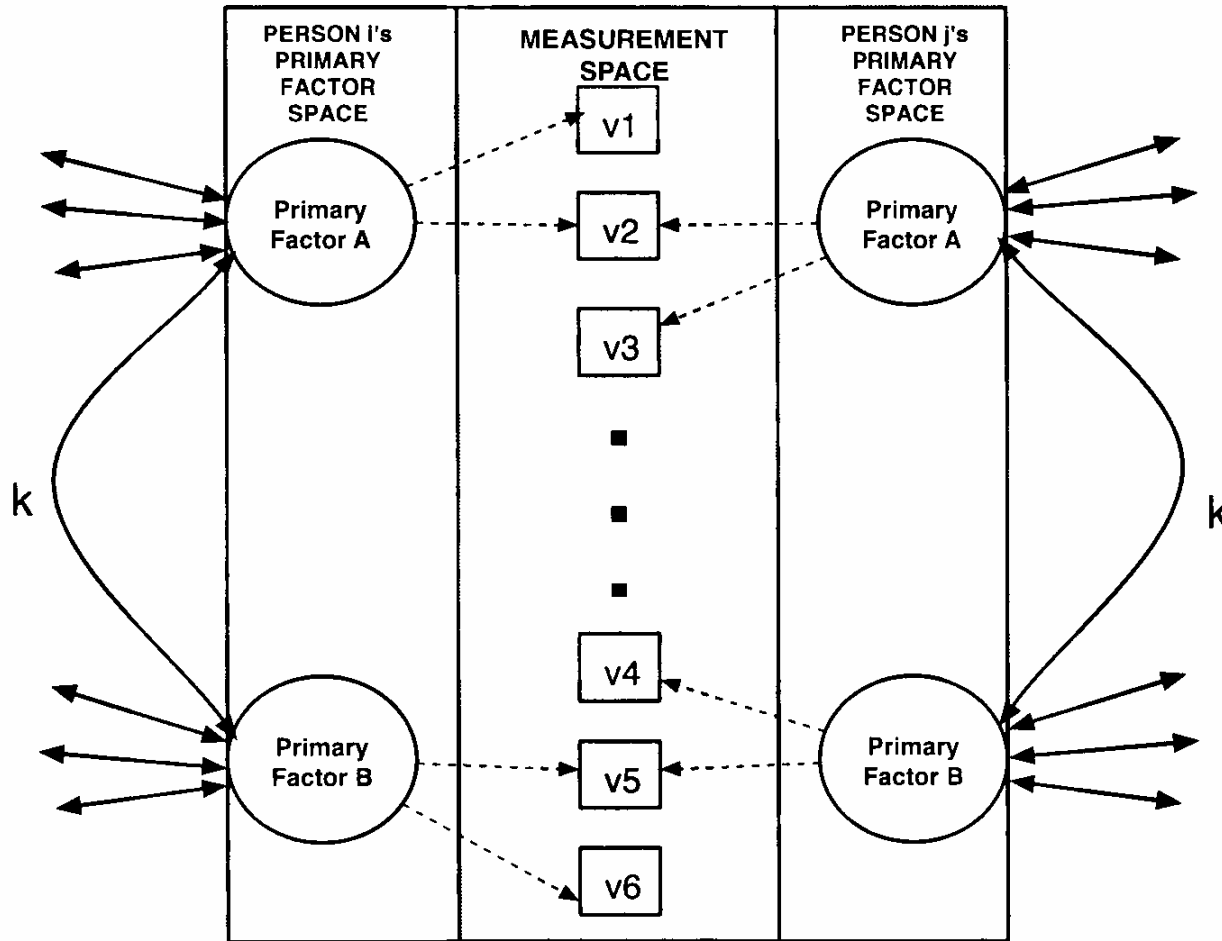 PERSON i's
PRIMARY
FACTOR
SPACE
MEASUREMENT
SPACE
PERSON j's
PRIMARY
FACTOR
SPACE
v1
Primary
Factor A
v2
Primary
Factor A
v3
k
k
v4
Primary
Factor B
v5
Primary
Factor B
v6